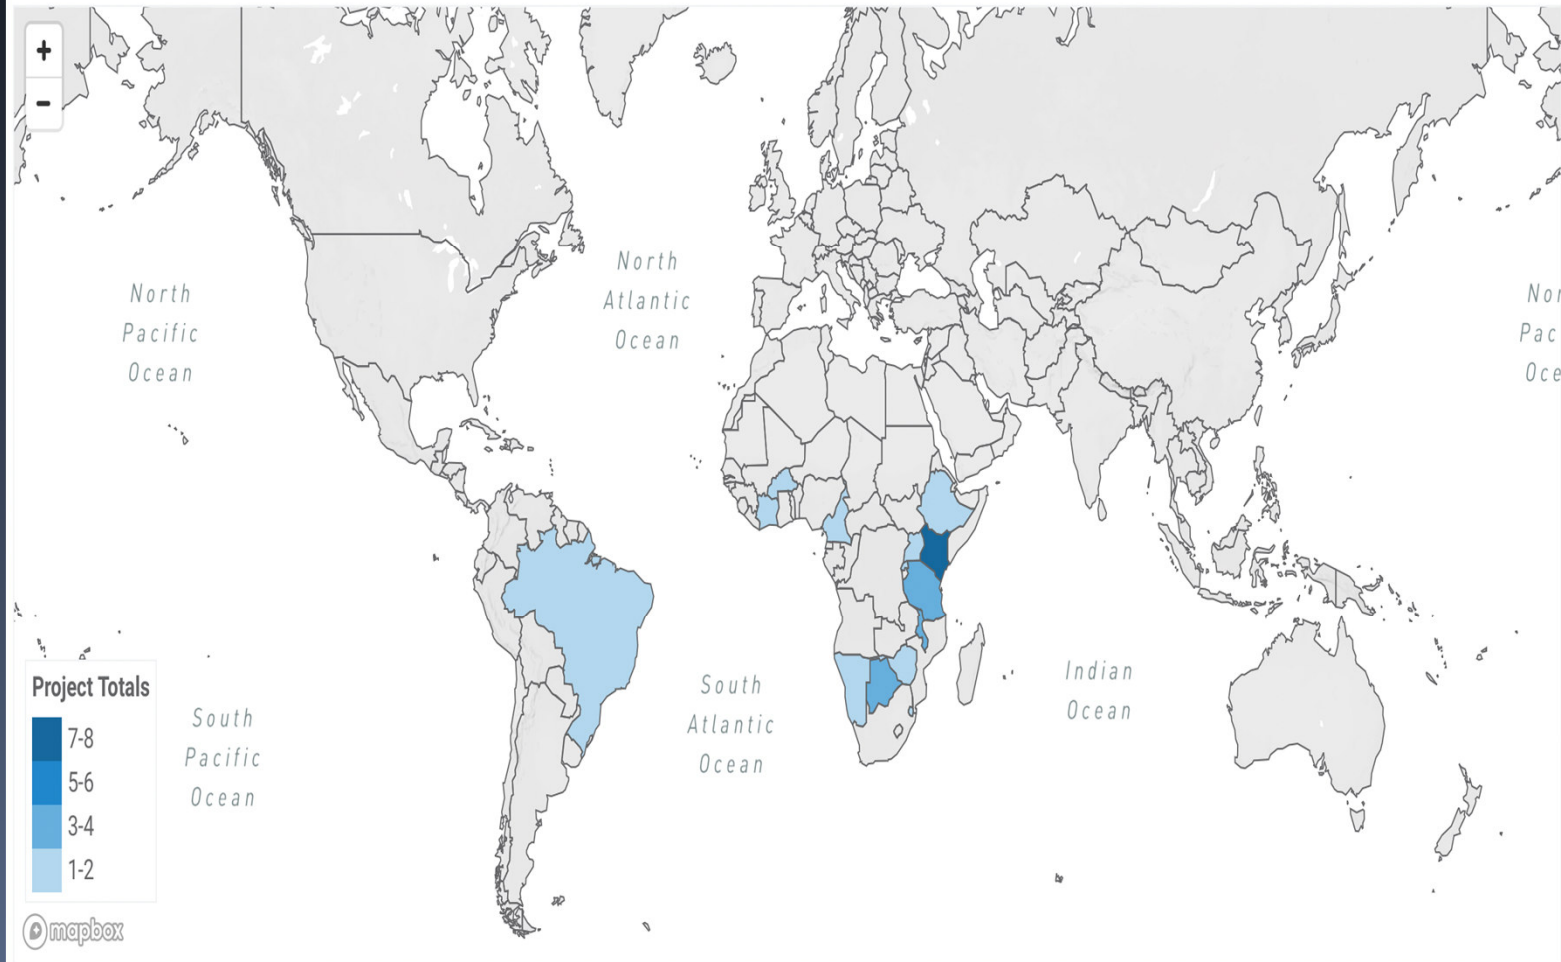 +
-
North
Pacific
Ocean
North
Atlantic
Ocean
Nor
Pac
Oce
South
Pacific
Ocean
South
Atlantic
Ocean
Indian
Ocean
Project Totals
7-8
5-6
3-4
1-2
mapbox